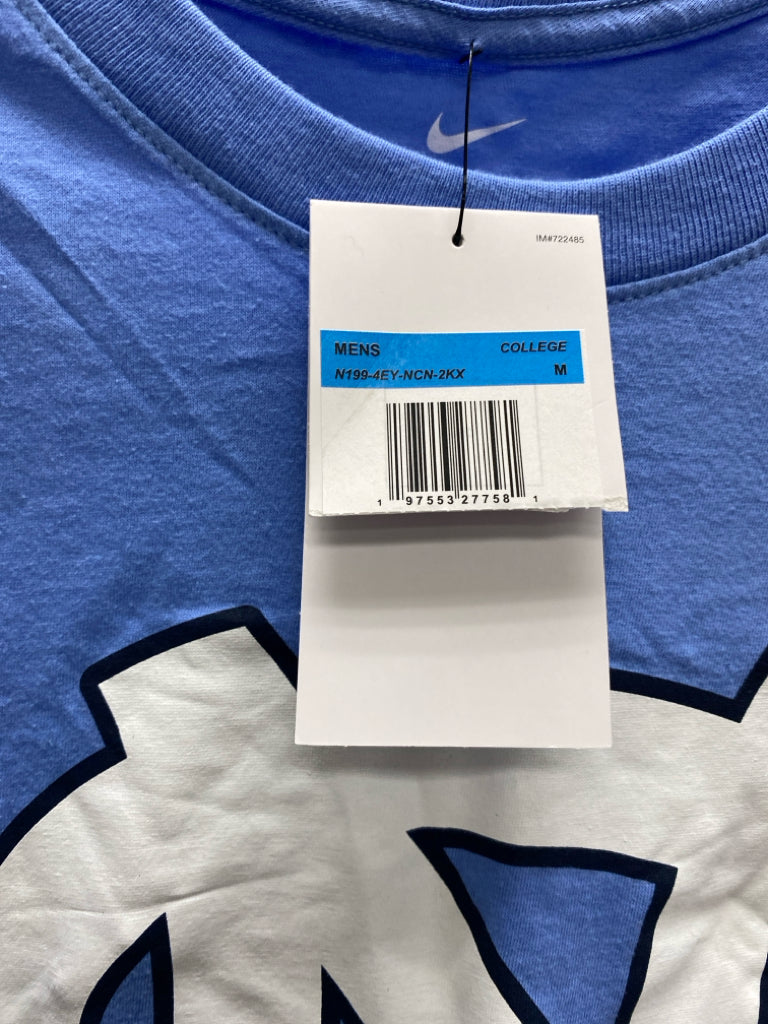 IM#722485
MENS COLLEGE
N199-4EY-NCN-2KX M
1 97553 27758 1